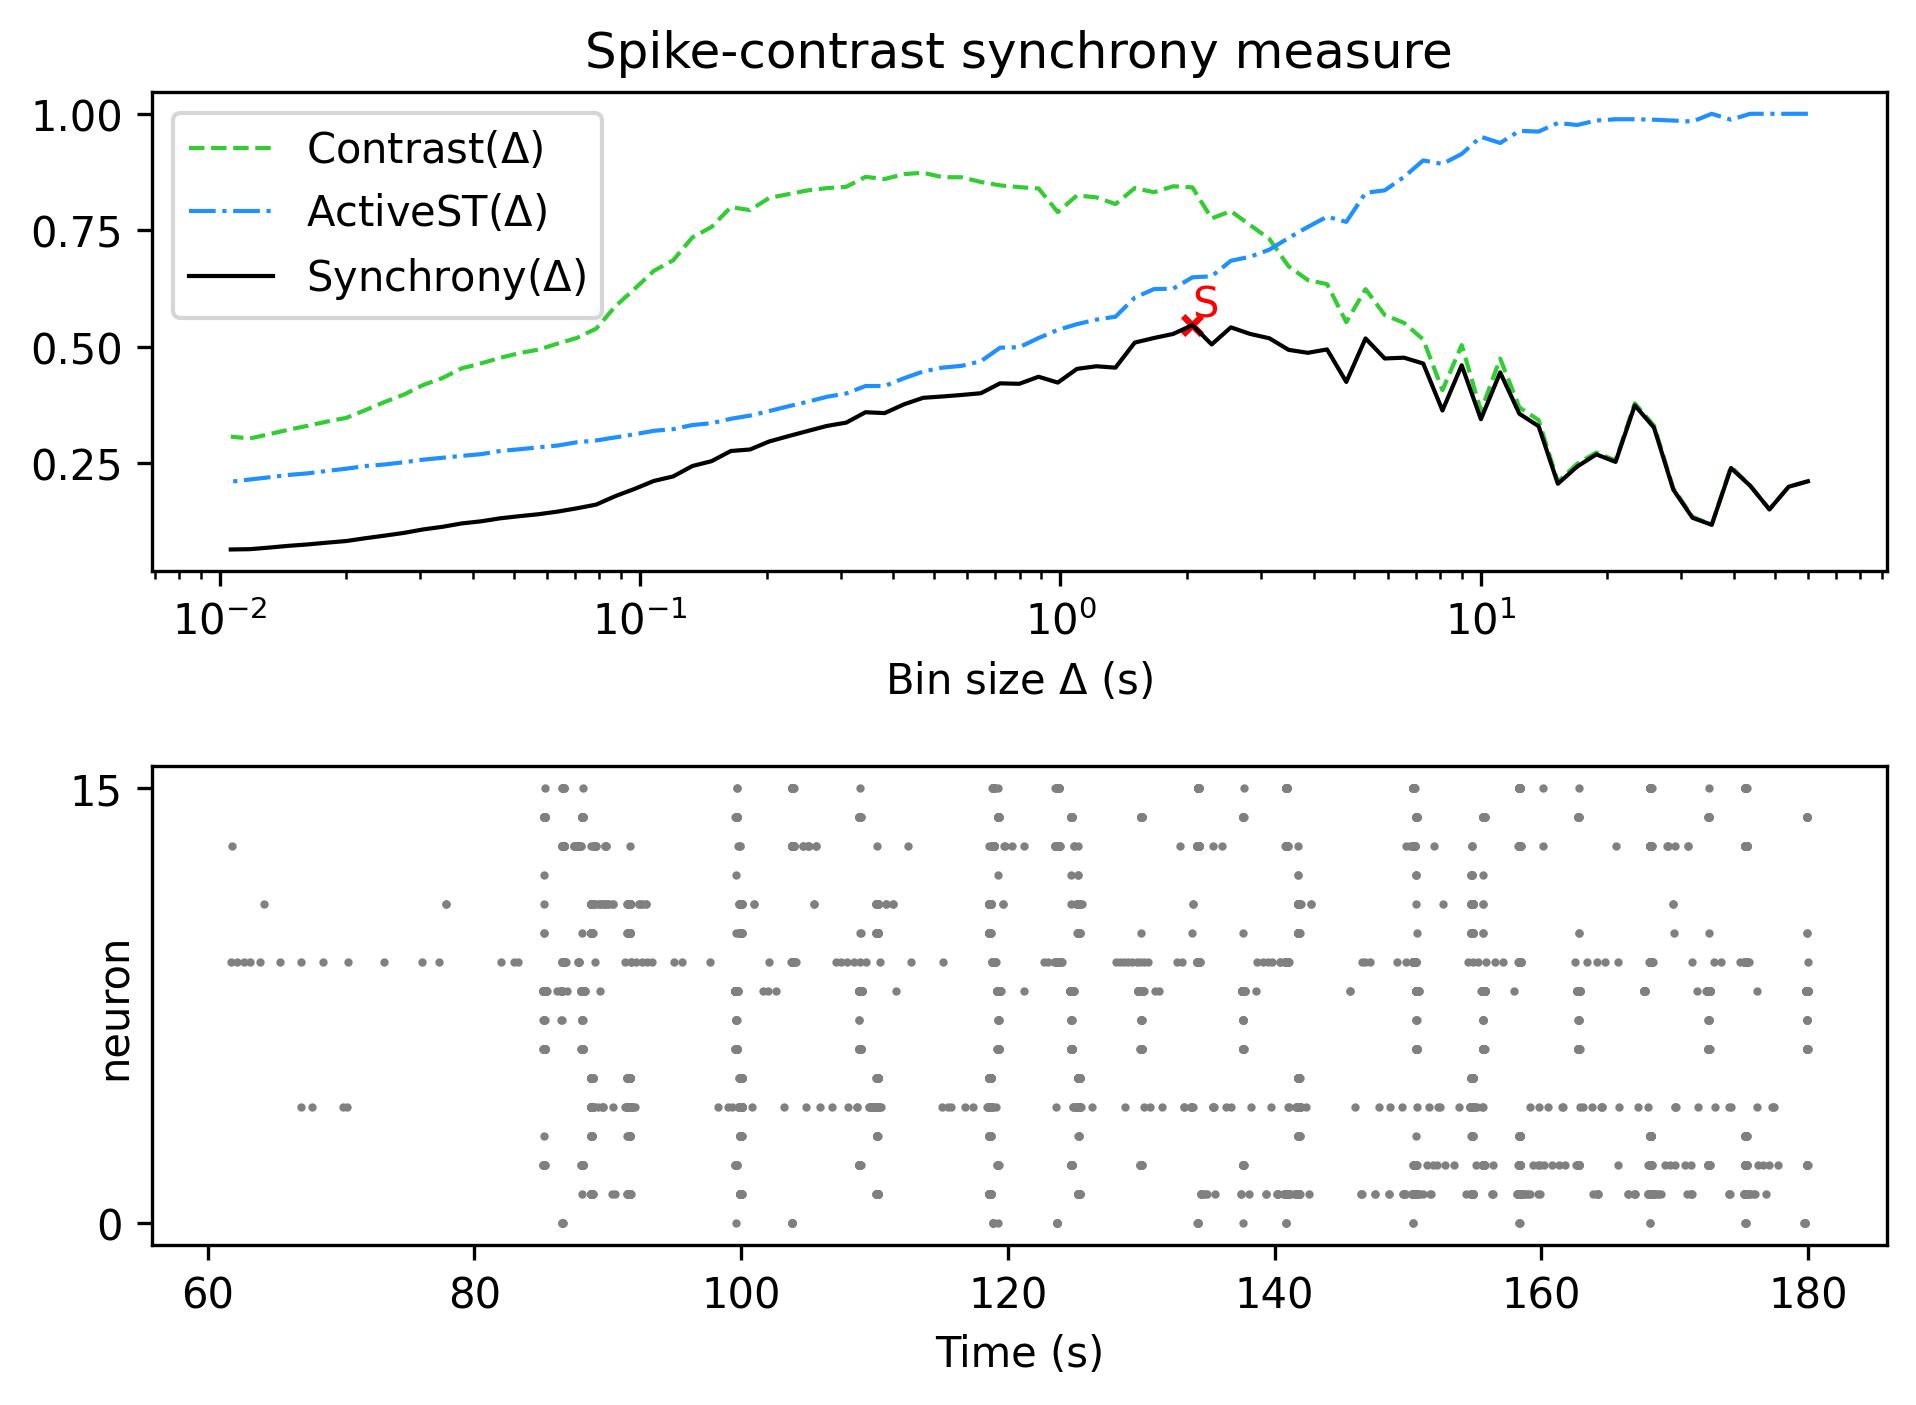 Spike-contrast synchrony measure
1.00
0.75
0.50
0.25
Contrast(Δ)
ActiveST(Δ)
Synchrony(Δ)
S
10⁻² 10⁻¹ 10⁰ 10¹
Bin size Δ (s)
15
0
neuron
60 80 100 120 140 160 180
Time (s)